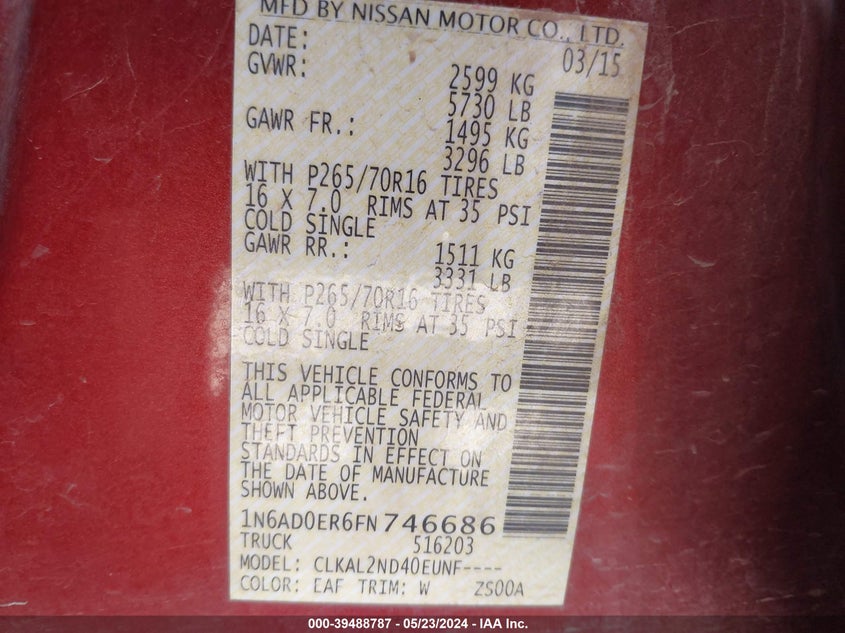 MFD BY NISSAN MOTOR CO., LTD.
DATE: 03/15
GVWR: 2599 KG
5730 LB
GAWR FR.: 1495 KG
3296 LB
WITH P265/70R16 TIRES
16 X 7.0 RIMS AT 35 PSI
COLD SINGLE
GAWR RR.: 1511 KG
3331 LB
WITH P265/70R16 TIRES
16 X 7.0 RIMS AT 35 PSI
COLD SINGLE
THIS VEHICLE CONFORMS TO
ALL APPLICABLE FEDERAL
MOTOR VEHICLE SAFETY AND
THEFT PREVENTION
STANDARDS IN EFFECT ON
THE DATE OF MANUFACTURE
SHOWN ABOVE.
1N6AD0ER6FN746686
TRUCK 516203
MODEL: CLKAL2ND40EUNF----
COLOR: EAF TRIM: W ZS00A
000-39488787 - 05/23/2024 - IAA Inc.